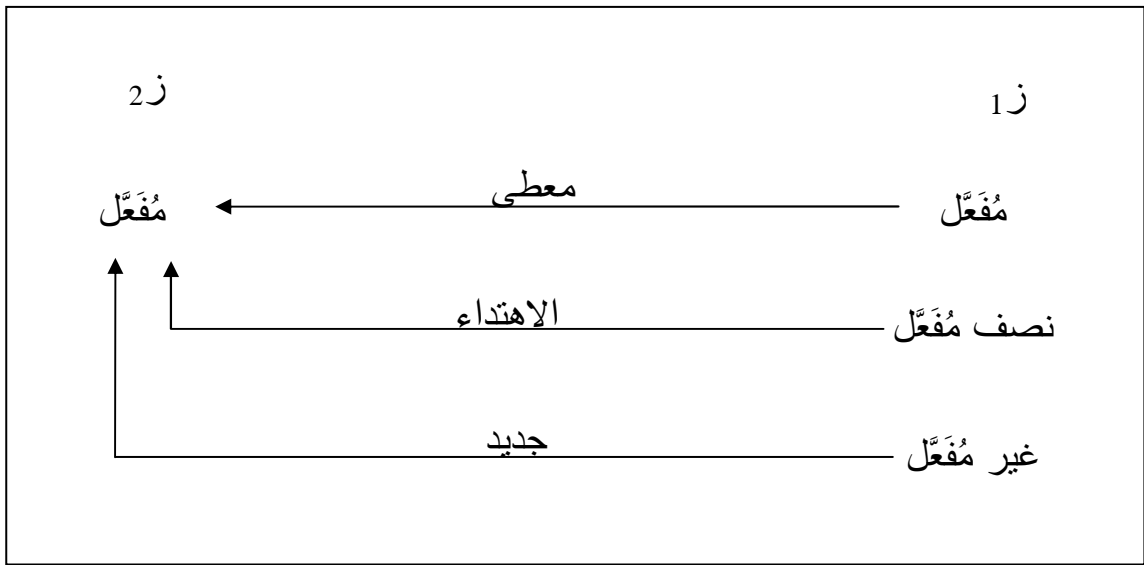 ز1 ز2
مُفَعَّل معطى مُفَعَّل
نصف مُفَعَّل الاهتداء
غير مُفَعَّل جديد